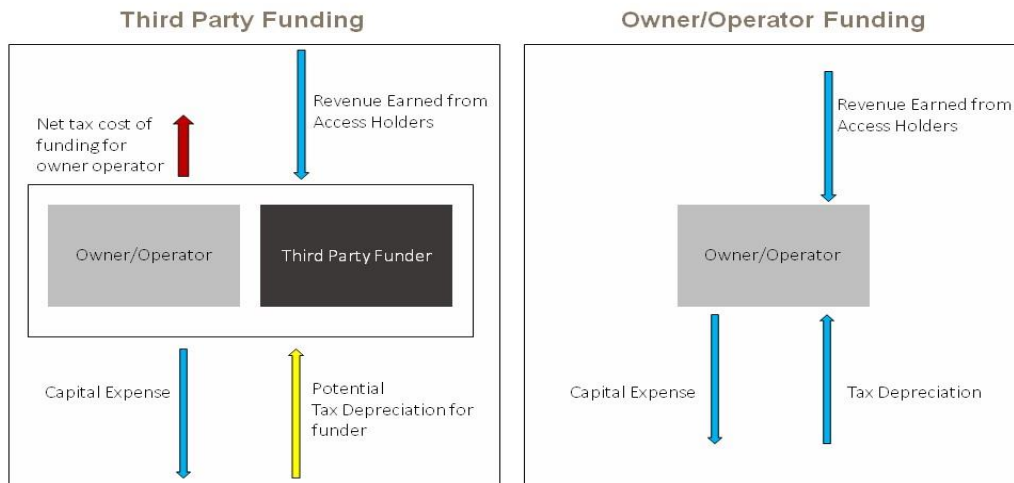 Third Party Funding
Revenue Earned from
Access Holders
Net tax cost of
funding for
owner operator
Owner/Operator
Third Party Funder
Capital Expense
Potential
Tax Depreciation for
funder
Owner/Operator Funding
Revenue Earned from
Access Holders
Owner/Operator
Capital Expense
Tax Depreciation